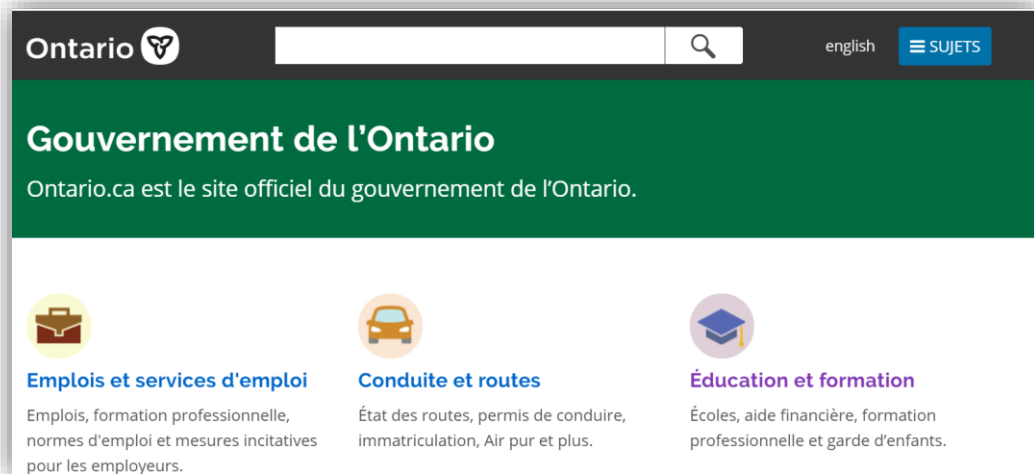 Ontario
english
SUJETS
Gouvernement de l'Ontario
Ontario.ca est le site officiel du gouvernement de l'Ontario.
Emplois et services d'emploi
Emplois, formation professionnelle,
normes d'emploi et mesures incitatives
pour les employeurs.
Conduite et routes
État des routes, permis de conduire,
immatriculation, Air pur et plus.
Éducation et formation
Écoles, aide financière, formation
professionnelle et garde d’enfants.